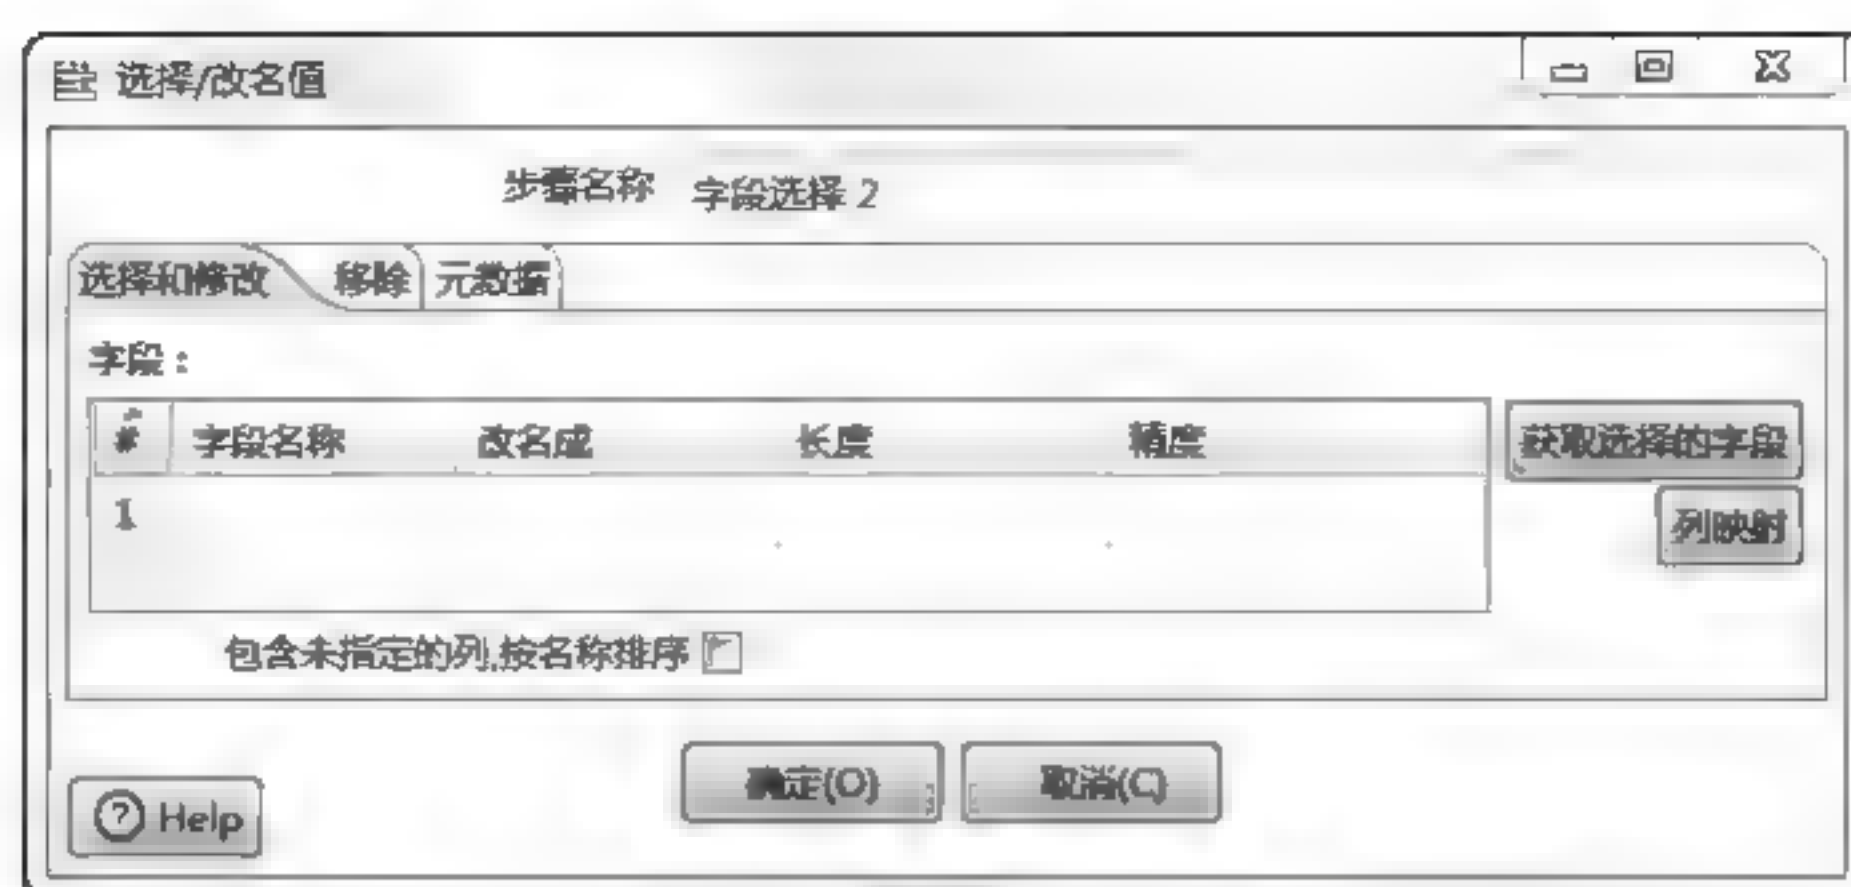 选择/改名值
步骤名称 字段选择 2
选择和修改 移除 元数据
字段：
# 字段名称 改名成 长度 精度 获取选择的字段
1 列映射
包含未指定的列,按名称排序
确定(O) 取消(C)
Help